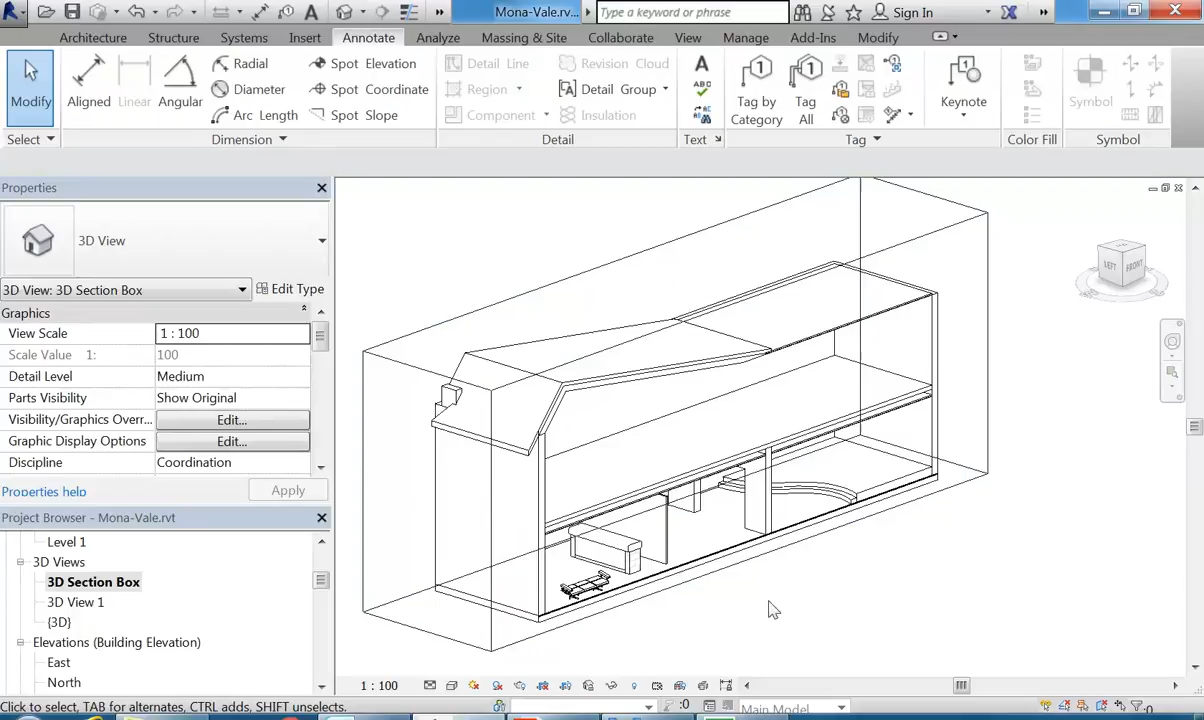 Mona-Vale.rv...
Type a keyword or phrase
Sign In
Architecture Structure Systems Insert Annotate Analyze Massing & Site Collaborate View Manage Add-Ins Modify
Modify
Aligned
Linear
Angular
Radial
Diameter
Arc Length
Spot Elevation
Spot Coordinate
Spot Slope
Detail Line
Region
Component
Revision Cloud
Detail Group
Insulation
ABC
Tag by
Category
Tag
All
Keynote
Symbol
Select Dimension Detail Text Tag Color Fill Symbol
Properties
3D View
3D View: 3D Section Box Edit Type
Graphics
View Scale 1 : 100
Scale Value 1: 100
Detail Level Medium
Parts Visibility Show Original
Visibility/Graphics Overr... Edit...
Graphic Display Options Edit...
Discipline Coordination
Properties help Apply
Project Browser - Mona-Vale.rvt
Level 1
3D Views
3D Section Box
3D View 1
{3D}
Elevations (Building Elevation)
East
North
LEFT FRONT
1 : 100
Click to select, TAB for alternates, CTRL adds, SHIFT unselects.
:0
Main Model
:0